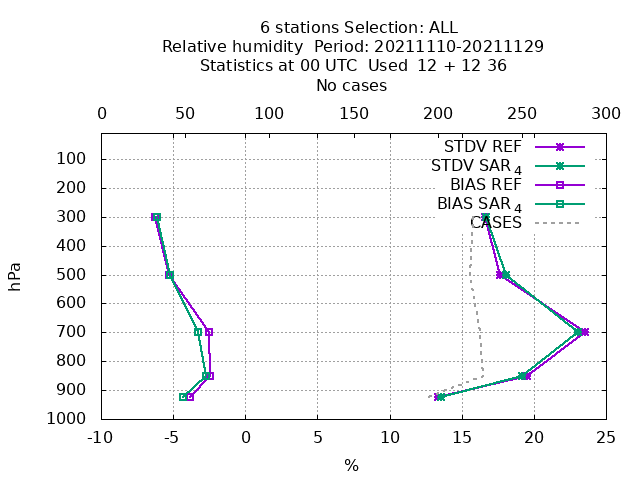 6 stations Selection: ALL
Relative humidity  Period: 20211110-20211129
Statistics at 00 UTC  Used  12 + 12 36
No cases
0 50 100 150 200 250 300
STDV REF
STDV SAR4
BIAS REF
BIAS SAR4
CASES
100
200
300
400
500
600
700
800
900
1000
hPa
-10 -5 0 5 10 15 20 25
%